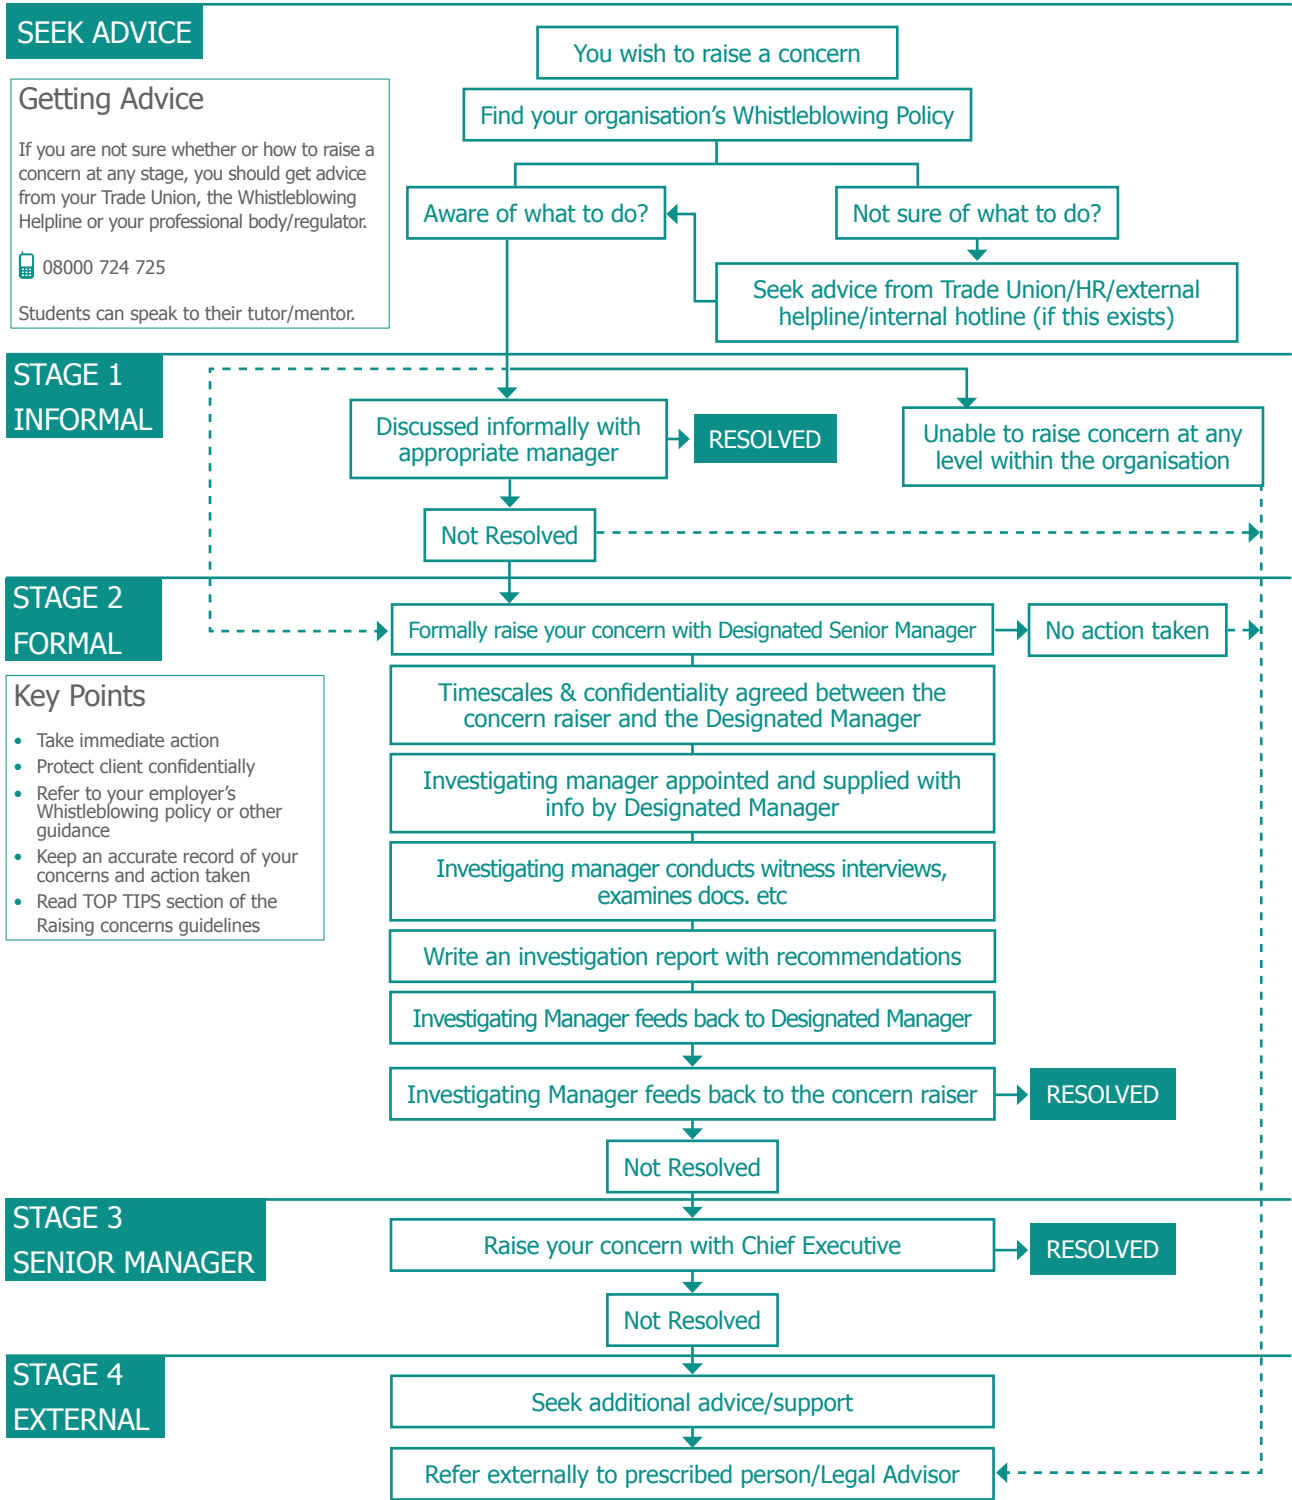 SEEK ADVICE
You wish to raise a concern
Getting Advice
If you are not sure whether or how to raise a
concern at any stage, you should get advice
from your Trade Union, the Whistleblowing
Helpline or your professional body/regulator.
08000 724 725
Students can speak to their tutor/mentor.
Find your organisation's Whistleblowing Policy
Aware of what to do?
Not sure of what to do?
Seek advice from Trade Union/HR/external
helpline/internal hotline (if this exists)
STAGE 1
INFORMAL
Discussed informally with
appropriate manager
RESOLVED
Unable to raise concern at any
level within the organisation
Not Resolved
STAGE 2
FORMAL
Formally raise your concern with Designated Senior Manager
No action taken
Key Points
• Take immediate action
• Protect client confidentially
• Refer to your employer's
Whistleblowing policy or other
guidance
• Keep an accurate record of your
concerns and action taken
• Read TOP TIPS section of the
Raising concerns guidelines
Timescales & confidentiality agreed between the
concern raiser and the Designated Manager
Investigating manager appointed and supplied with
info by Designated Manager
Investigating manager conducts witness interviews,
examines docs. etc
Write an investigation report with recommendations
Investigating Manager feeds back to Designated Manager
Investigating Manager feeds back to the concern raiser
RESOLVED
Not Resolved
STAGE 3
SENIOR MANAGER
Raise your concern with Chief Executive
RESOLVED
Not Resolved
STAGE 4
EXTERNAL
Seek additional advice/support
Refer externally to prescribed person/Legal Advisor